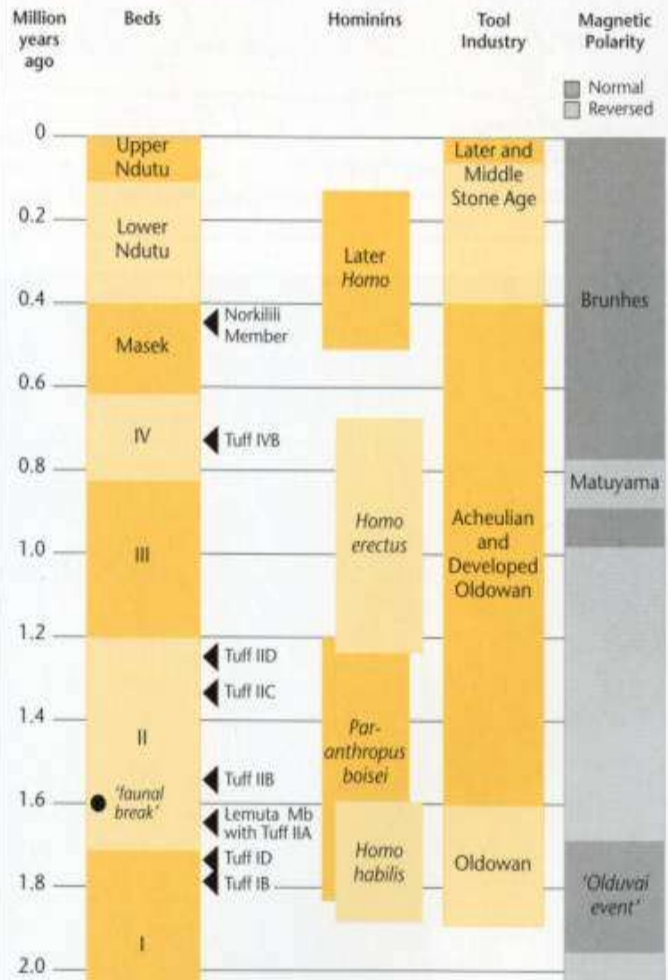 Million
years
ago
Beds
Hominins
Tool
Industry
Magnetic
Polarity
Normal
Reversed
0
Upper
Ndutu
Later and
Middle
Stone Age
0.2
Lower
Ndutu
Later
Homo
0.4
Brunhes
Norkilili
Member
Masek
0.6
IV
Tuff IVB
0.8
Matuyama
Homo
erectus
Acheulian
and
Developed
Oldowan
1.0
III
1.2
Tuff IID
Tuff IIC
1.4
II
Par-
anthropus
boisei
Tuff IIB
'faunal
break'
1.6
Lemuta Mb
with Tuff IIA
Homo
habilis
Oldowan
Tuff ID
1.8
Tuff IB
'Olduvai
event'
I
2.0